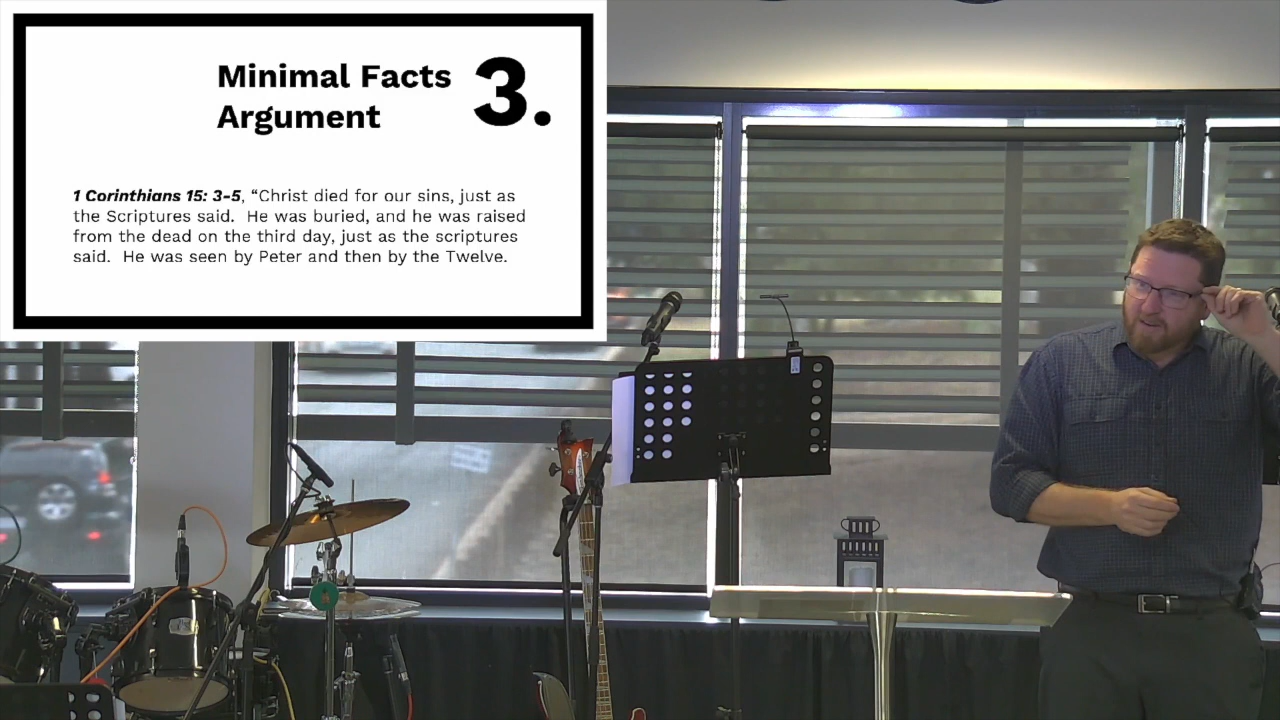 Minimal Facts
Argument
3.
1 Corinthians 15: 3-5, “Christ died for our sins, just as
the Scriptures said.  He was buried, and he was raised
from the dead on the third day, just as the scriptures
said.  He was seen by Peter and then by the Twelve.